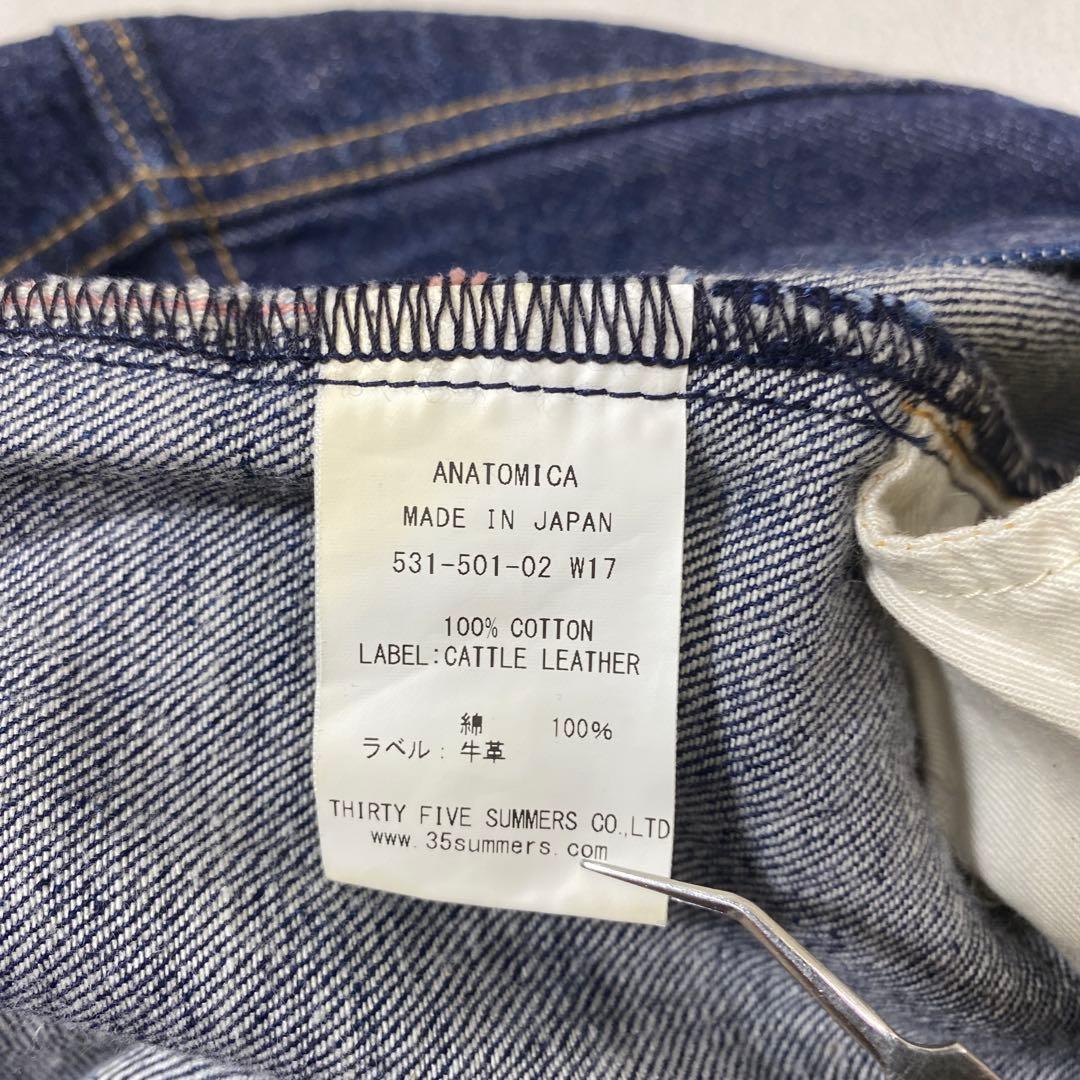 ANATOMICA
MADE IN JAPAN
531-501-02 W17
100% COTTON
LABEL:CATTLE LEATHER
綿 100%
ラベル: 牛革
THIRTY FIVE SUMMERS CO.,LTD
www.35summers.com